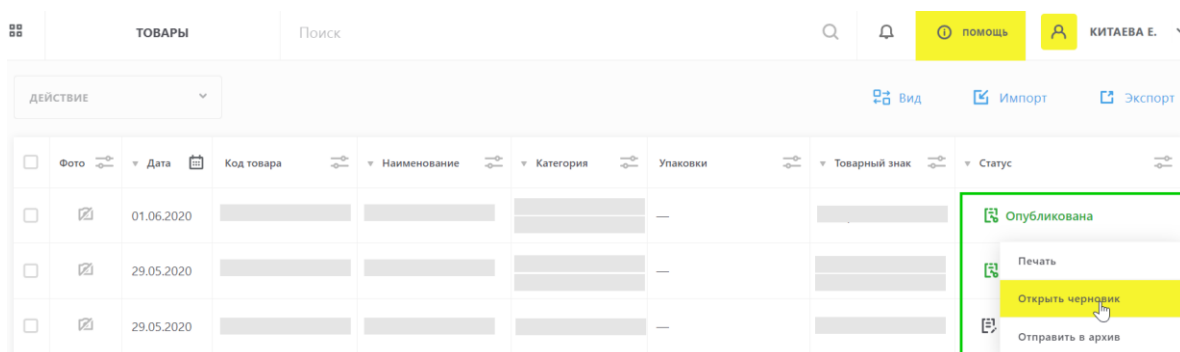 ТОВАРЫ Поиск ПОМОЩЬ КИТАЕВА Е.
ДЕЙСТВИЕ Вид Импорт Экспорт
Фото Дата Код товара Наименование Категория Упаковки Товарный знак Статус
01.06.2020 — Опубликована
Печать
29.05.2020 —
Открыть черновик
29.05.2020 —
Отправить в архив